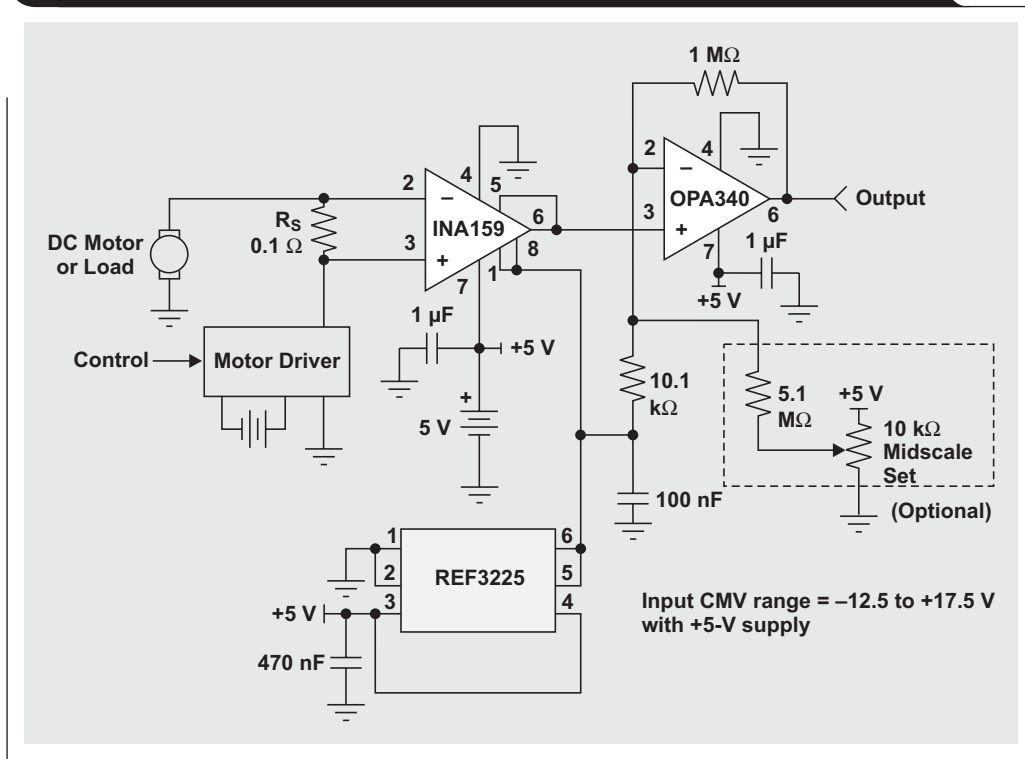 1 MΩ
2
4
−
OPA340
3
+
6
7
Output
1 µF
+5 V
4
5
2
−
INA159
6
8
3
+
1
7
RS
0.1 Ω
DC Motor
or Load
1 µF
+5 V
Control
Motor Driver
+
5 V
10.1
kΩ
5.1
MΩ
+5 V
10 kΩ
Midscale
Set
(Optional)
100 nF
1
6
2
REF3225
5
3
4
+5 V
470 nF
Input CMV range = –12.5 to +17.5 V
with +5-V supply